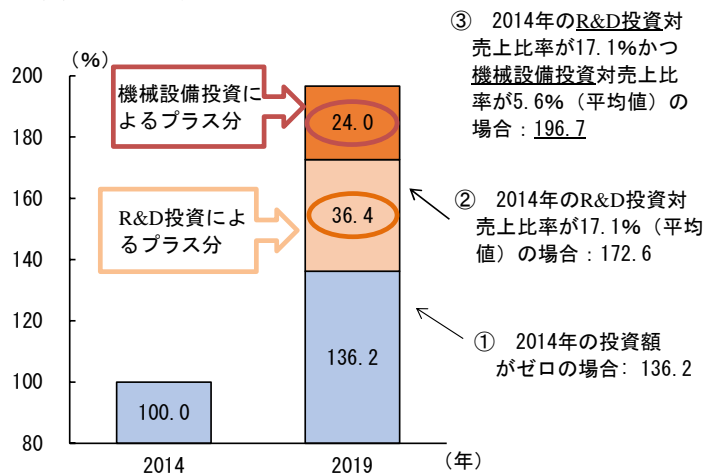 ③ 2014年のR&D投資対
売上比率が17.1%かつ
機械設備投資対売上比
率が5.6%（平均値）の
場合：196.7
（%）
200
180
160
140
120
100
80
機械設備投資に
よるプラス分
24.0
R&D投資によ
るプラス分
36.4
② 2014年のR&D投資対
売上比率が17.1%（平均
値）の場合：172.6
136.2
① 2014年の投資額
がゼロの場合: 136.2
100.0
2014
2019
（年）